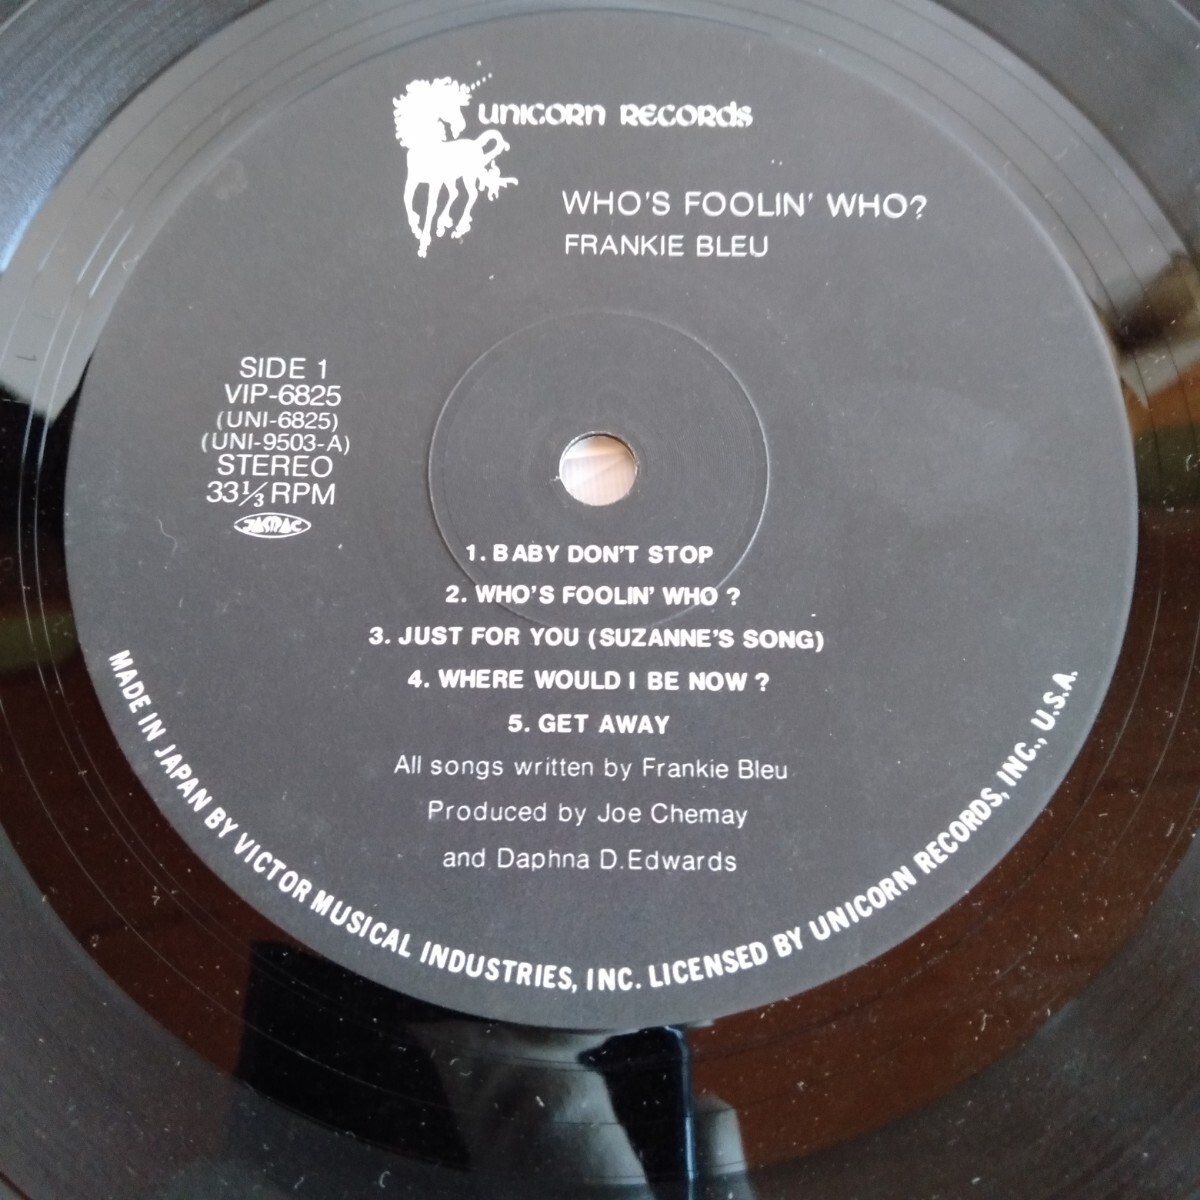 UNICORN RECORDS
WHO'S FOOLIN' WHO?
FRANKIE BLEU
SIDE 1
VIP-6825
(UNI-6825)
(UNI-9503-A)
STEREO
33 1/3 RPM
JASRAC
1. BABY DON'T STOP
2. WHO'S FOOLIN' WHO ?
3. JUST FOR YOU (SUZANNE'S SONG)
4. WHERE WOULD I BE NOW ?
5. GET AWAY
All songs written by Frankie Bleu
Produced by Joe Chemay
and Daphna D.Edwards
MADE IN JAPAN BY VICTOR MUSICAL INDUSTRIES, INC. LICENSED BY UNICORN RECORDS, INC., U.S.A.